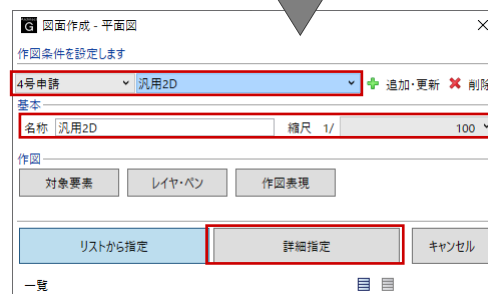 G 図面作成 - 平面図
作図条件を設定します
4号申請 汎用2D 追加・更新 削除
基本
名称 汎用2D 縮尺 1/ 100
作図
対象要素 レイヤ・ペン 作図表現
リストから指定 詳細指定 キャンセル
一覧